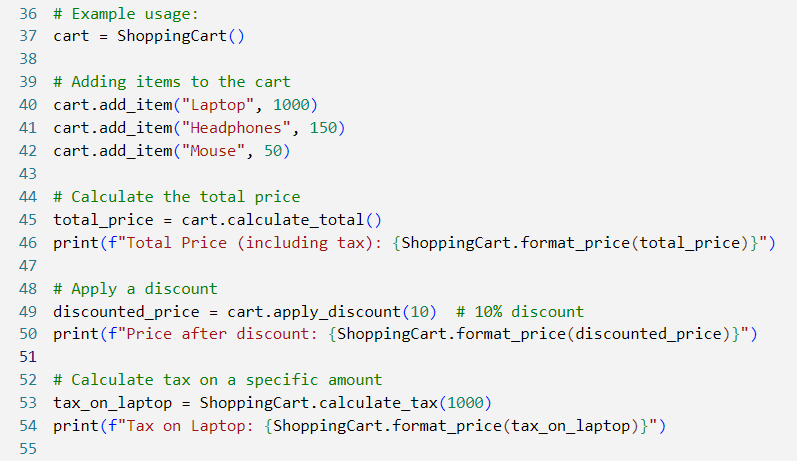 36 # Example usage:
37 cart = ShoppingCart()
38
39 # Adding items to the cart
40 cart.add_item("Laptop", 1000)
41 cart.add_item("Headphones", 150)
42 cart.add_item("Mouse", 50)
43
44 # Calculate the total price
45 total_price = cart.calculate_total()
46 print(f"Total Price (including tax): {ShoppingCart.format_price(total_price)}")
47
48 # Apply a discount
49 discounted_price = cart.apply_discount(10)  # 10% discount
50 print(f"Price after discount: {ShoppingCart.format_price(discounted_price)}")
51
52 # Calculate tax on a specific amount
53 tax_on_laptop = ShoppingCart.calculate_tax(1000)
54 print(f"Tax on Laptop: {ShoppingCart.format_price(tax_on_laptop)}")
55